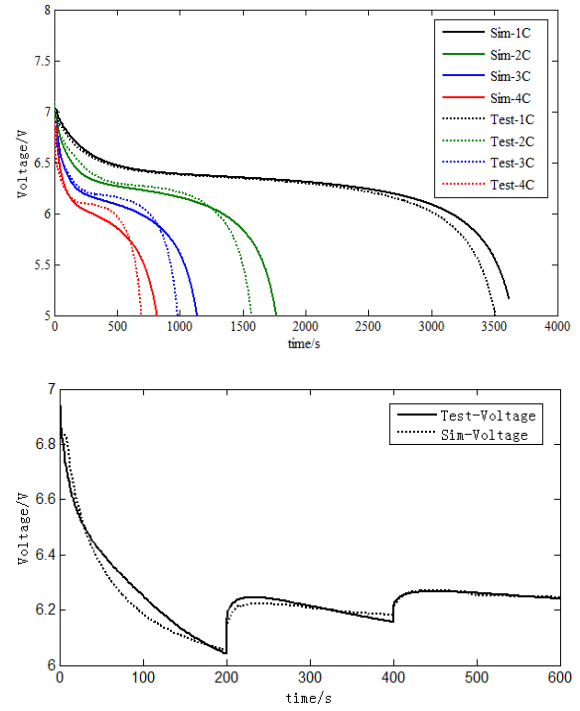 8
7.5
7
6.5
6
5.5
5
Voltage/V
0
500
1000
1500
2000
2500
3000
3500
4000
time/s
Sim-1C
Sim-2C
Sim-3C
Sim-4C
Test-1C
Test-2C
Test-3C
Test-4C
7
6.8
6.6
6.4
6.2
6
Voltage/V
0
100
200
300
400
500
600
time/s
Test-Voltage
Sim-Voltage